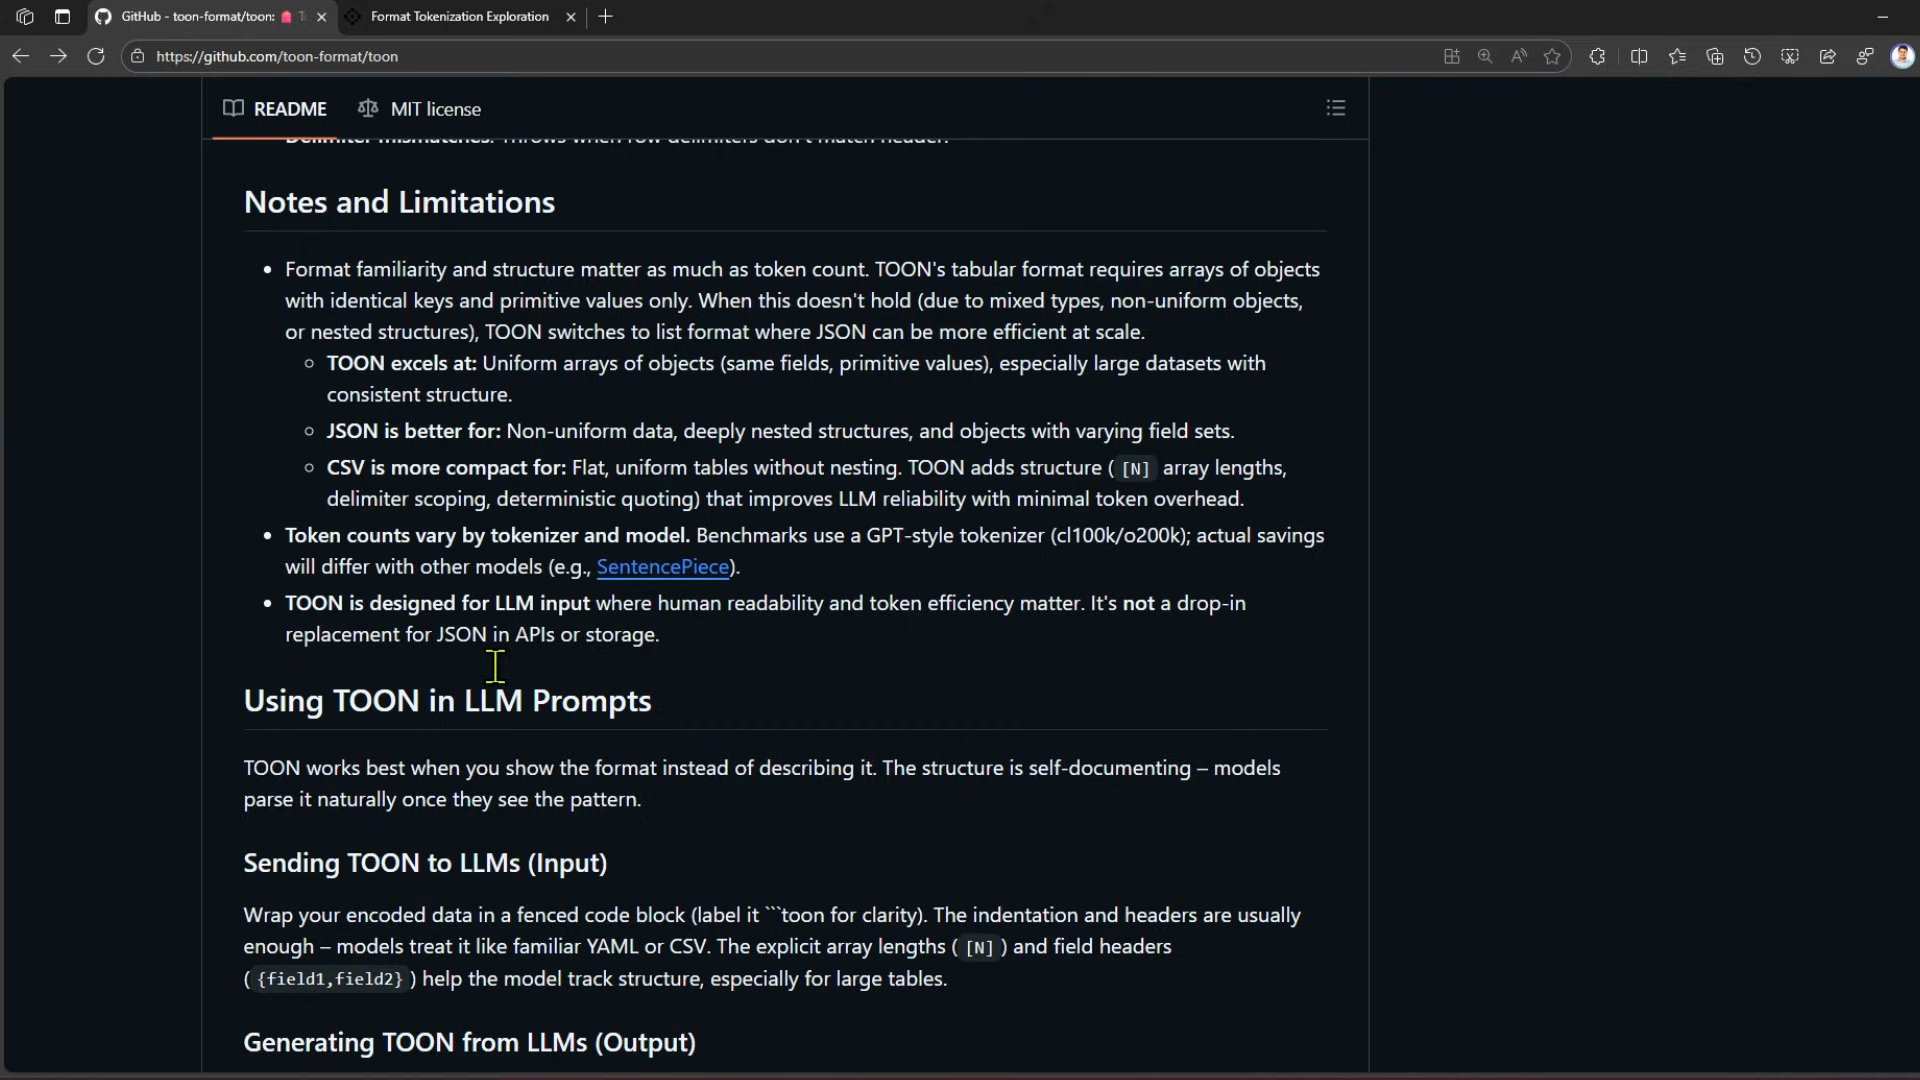 GitHub - toon-format/toon:
Format Tokenization Exploration
https://github.com/toon-format/toon
README
MIT license
Delimiter mismatches: Throws when row delimiters don't match header.
Notes and Limitations
Format familiarity and structure matter as much as token count. TOON's tabular format requires arrays of objects
with identical keys and primitive values only. When this doesn't hold (due to mixed types, non-uniform objects,
or nested structures), TOON switches to list format where JSON can be more efficient at scale.
TOON excels at: Uniform arrays of objects (same fields, primitive values), especially large datasets with
consistent structure.
JSON is better for: Non-uniform data, deeply nested structures, and objects with varying field sets.
CSV is more compact for: Flat, uniform tables without nesting. TOON adds structure ( [N] array lengths,
delimiter scoping, deterministic quoting) that improves LLM reliability with minimal token overhead.
Token counts vary by tokenizer and model. Benchmarks use a GPT-style tokenizer (cl100k/o200k); actual savings
will differ with other models (e.g., SentencePiece).
TOON is designed for LLM input where human readability and token efficiency matter. It's not a drop-in
replacement for JSON in APIs or storage.
Using TOON in LLM Prompts
TOON works best when you show the format instead of describing it. The structure is self-documenting – models
parse it naturally once they see the pattern.
Sending TOON to LLMs (Input)
Wrap your encoded data in a fenced code block (label it ```toon for clarity). The indentation and headers are usually
enough – models treat it like familiar YAML or CSV. The explicit array lengths ( [N] ) and field headers
( {field1,field2} ) help the model track structure, especially for large tables.
Generating TOON from LLMs (Output)